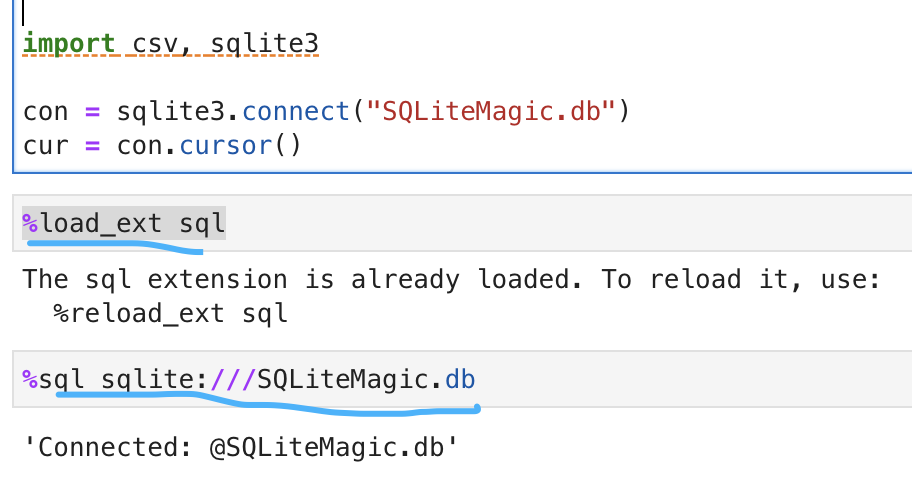 import csv, sqlite3
con = sqlite3.connect("SQLiteMagic.db")
cur = con.cursor()
%load_ext sql
The sql extension is already loaded. To reload it, use:
  %reload_ext sql
%sql sqlite:///SQLiteMagic.db
'Connected: @SQLiteMagic.db'